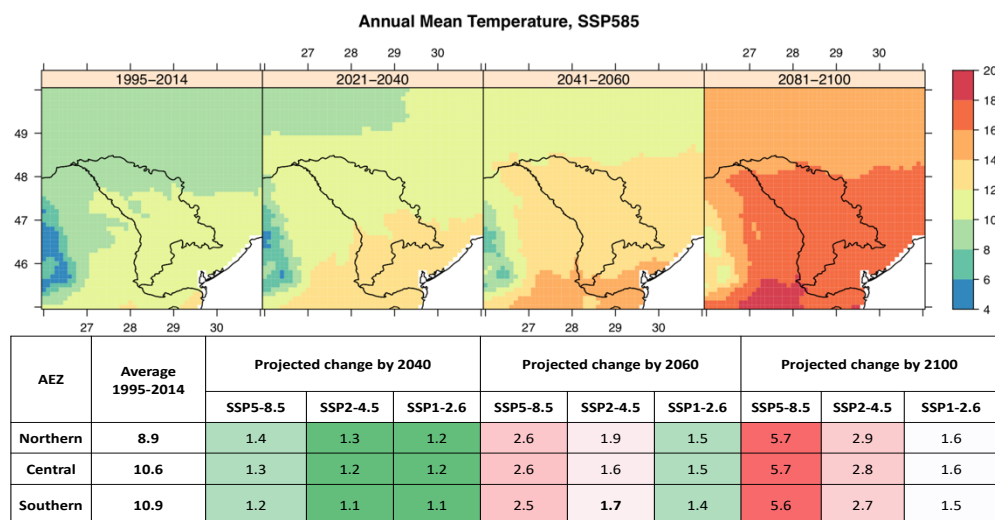 Annual Mean Temperature, SSP585
27 28 29 30 27 28 29 30
1995−2014 2021−2040 2041−2060 2081−2100
20
18
16
14
12
10
8
6
4
49
48
47
46
27 28 29 30 27 28 29 30
AEZ Average 1995-2014 Projected change by 2040 Projected change by 2060 Projected change by 2100
SSP5-8.5 SSP2-4.5 SSP1-2.6 SSP5-8.5 SSP2-4.5 SSP1-2.6 SSP5-8.5 SSP2-4.5 SSP1-2.6
Northern 8.9 1.4 1.3 1.2 2.6 1.9 1.5 5.7 2.9 1.6
Central 10.6 1.3 1.2 1.2 2.6 1.6 1.5 5.7 2.8 1.6
Southern 10.9 1.2 1.1 1.1 2.5 1.7 1.4 5.6 2.7 1.5